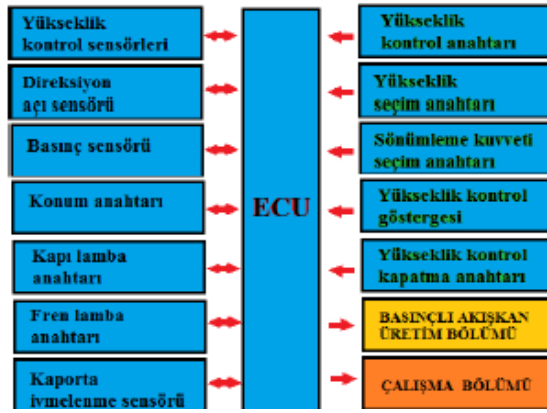 Yükseklik
kontrol sensörleri
Direksiyon
açı sensörü
Basınç sensörü
Konum anahtarı
Kapı lamba
anahtarı
Fren lamba
anahtarı
Kaporta
ivmelenme sensörü
ECU
Yükseklik
kontrol anahtarı
Yükseklik
seçim anahtarı
Sönümleme kuvveti
seçim anahtarı
Yükseklik kontrol
göstergesi
Yükseklik kontrol
kapatma anahtarı
BASINÇLI AKIŞKAN
ÜRETİM BÖLÜMÜ
ÇALIŞMA BÖLÜMÜ